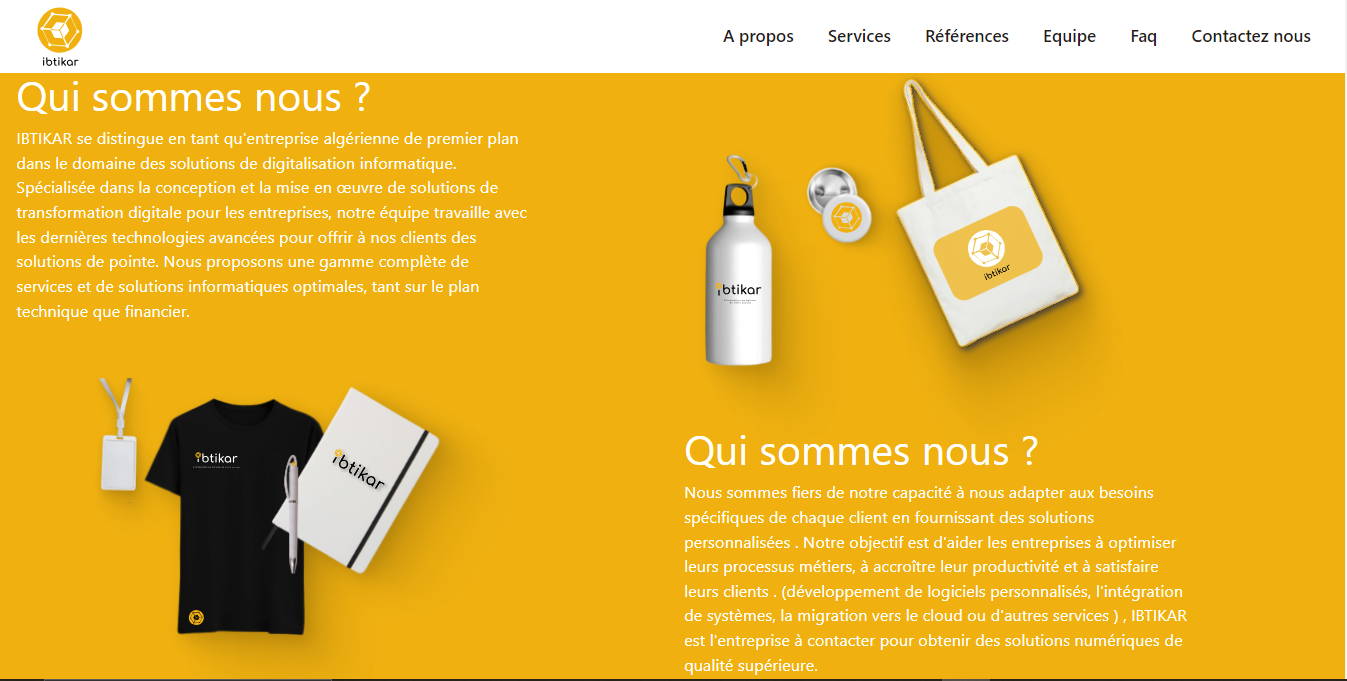 ibtikar
A propos
Services
Références
Equipe
Faq
Contactez nous
Qui sommes nous ?
IBTIKAR se distingue en tant qu'entreprise algérienne de premier plan
dans le domaine des solutions de digitalisation informatique.
Spécialisée dans la conception et la mise en œuvre de solutions de
transformation digitale pour les entreprises, notre équipe travaille avec
les dernières technologies avancées pour offrir à nos clients des
solutions de pointe. Nous proposons une gamme complète de
services et de solutions informatiques optimales, tant sur le plan
technique que financier.
ibtikar
ibtikar
ibtikar
ibtikar
Qui sommes nous ?
Nous sommes fiers de notre capacité à nous adapter aux besoins
spécifiques de chaque client en fournissant des solutions
personnalisées . Notre objectif est d'aider les entreprises à optimiser
leurs processus métiers, à accroître leur productivité et à satisfaire
leurs clients . (développement de logiciels personnalisés, l'intégration
de systèmes, la migration vers le cloud ou d'autres services ) , IBTIKAR
est l'entreprise à contacter pour obtenir des solutions numériques de
qualité supérieure.